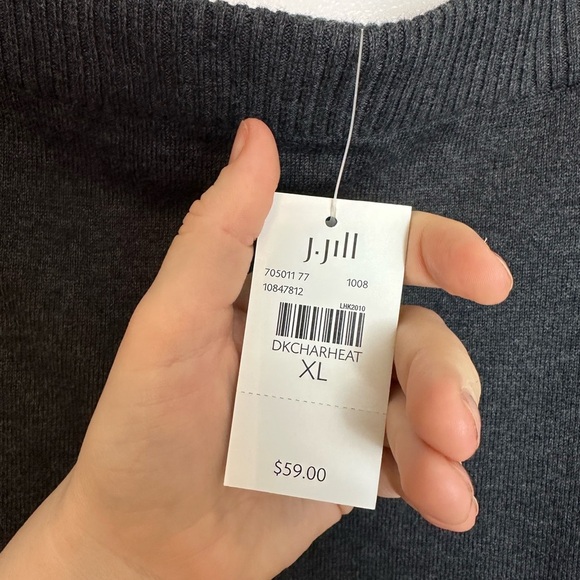 J.Jill
705011 77 1008
10847812
LHK2010
DKCHARHEAT
XL
$59.00